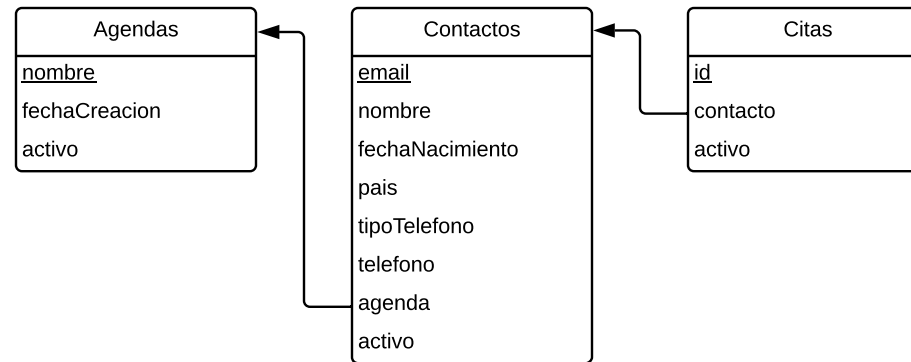 Agendas
nombre
fechaCreacion
activo
Contactos
email
nombre
fechaNacimiento
pais
tipoTelefono
telefono
agenda
activo
Citas
id
contacto
activo